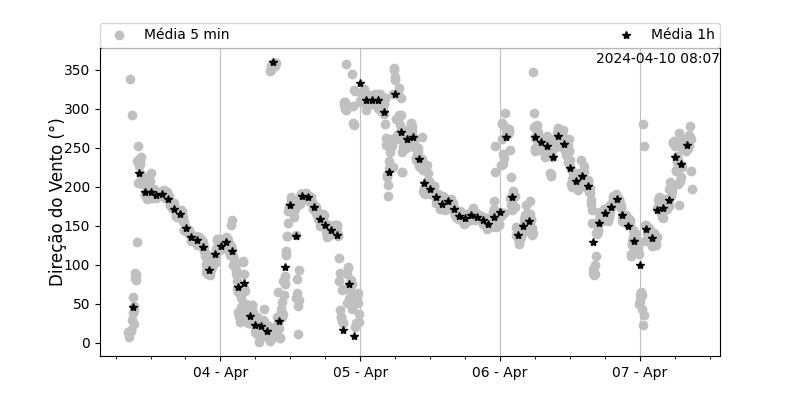 Média 5 min
Média 1h
2024-04-10 08:07
Direção do Vento (°)
350
300
250
200
150
100
50
0
04 - Apr
05 - Apr
06 - Apr
07 - Apr